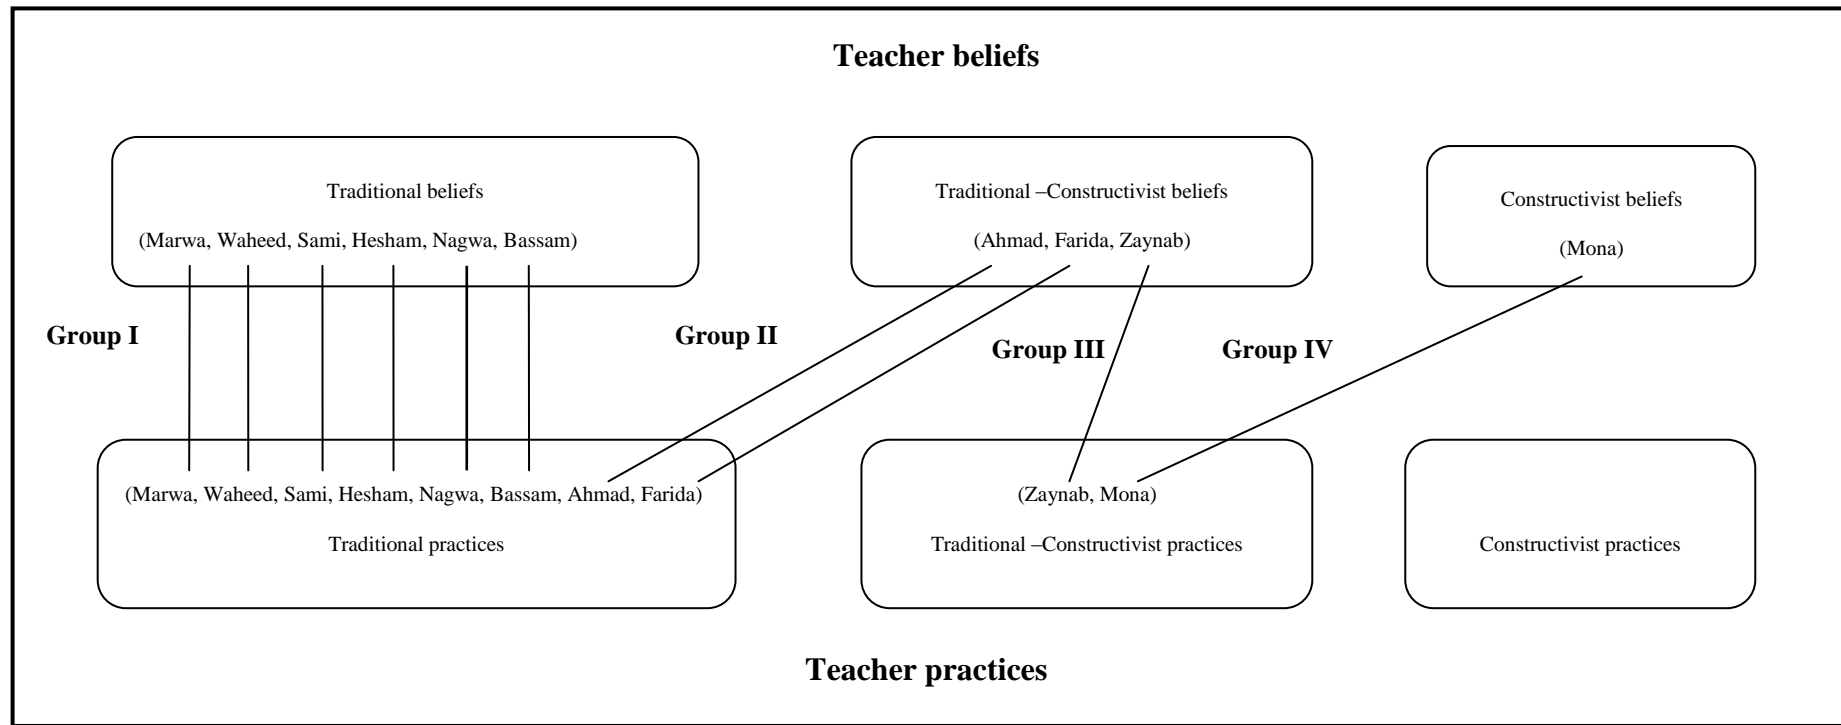 Teacher beliefs
Traditional beliefs
(Marwa, Waheed, Sami, Hesham, Nagwa, Bassam)
Traditional –Constructivist beliefs
(Ahmad, Farida, Zaynab)
Constructivist beliefs
(Mona)
Group I
Group II
Group III
Group IV
(Marwa, Waheed, Sami, Hesham, Nagwa, Bassam, Ahmad, Farida)
Traditional practices
(Zaynab, Mona)
Traditional –Constructivist practices
Constructivist practices
Teacher practices